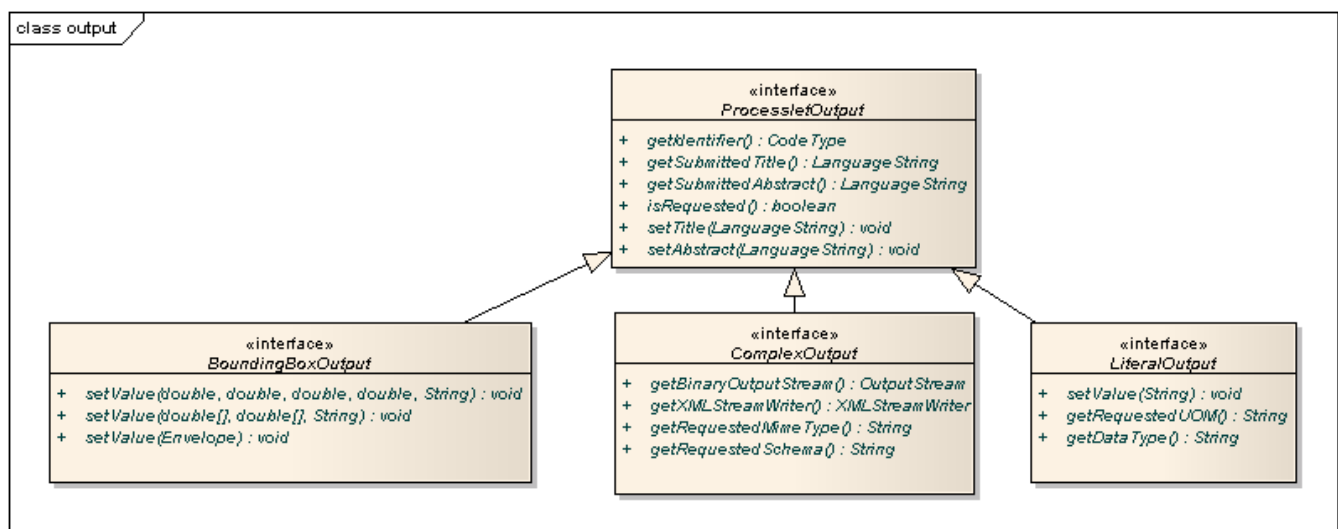 class output
«interface»
ProcessletOutput
+ getIdentifier() : CodeType
+ getSubmittedTitle() : LanguageString
+ getSubmittedAbstract() : LanguageString
+ isRequested() : boolean
+ setTitle(LanguageString) : void
+ setAbstract(LanguageString) : void
«interface»
BoundingBoxOutput
+ setValue(double, double, double, double, String) : void
+ setValue(double[], double[], String) : void
+ setValue(Envelope) : void
«interface»
ComplexOutput
+ getBinaryOutputStream() : OutputStream
+ getXMLStreamWriter() : XMLStreamWriter
+ getRequestedMimeType() : String
+ getRequestedSchema() : String
«interface»
LiteralOutput
+ setValue(String) : void
+ getRequestedUOM() : String
+ getDataType() : String